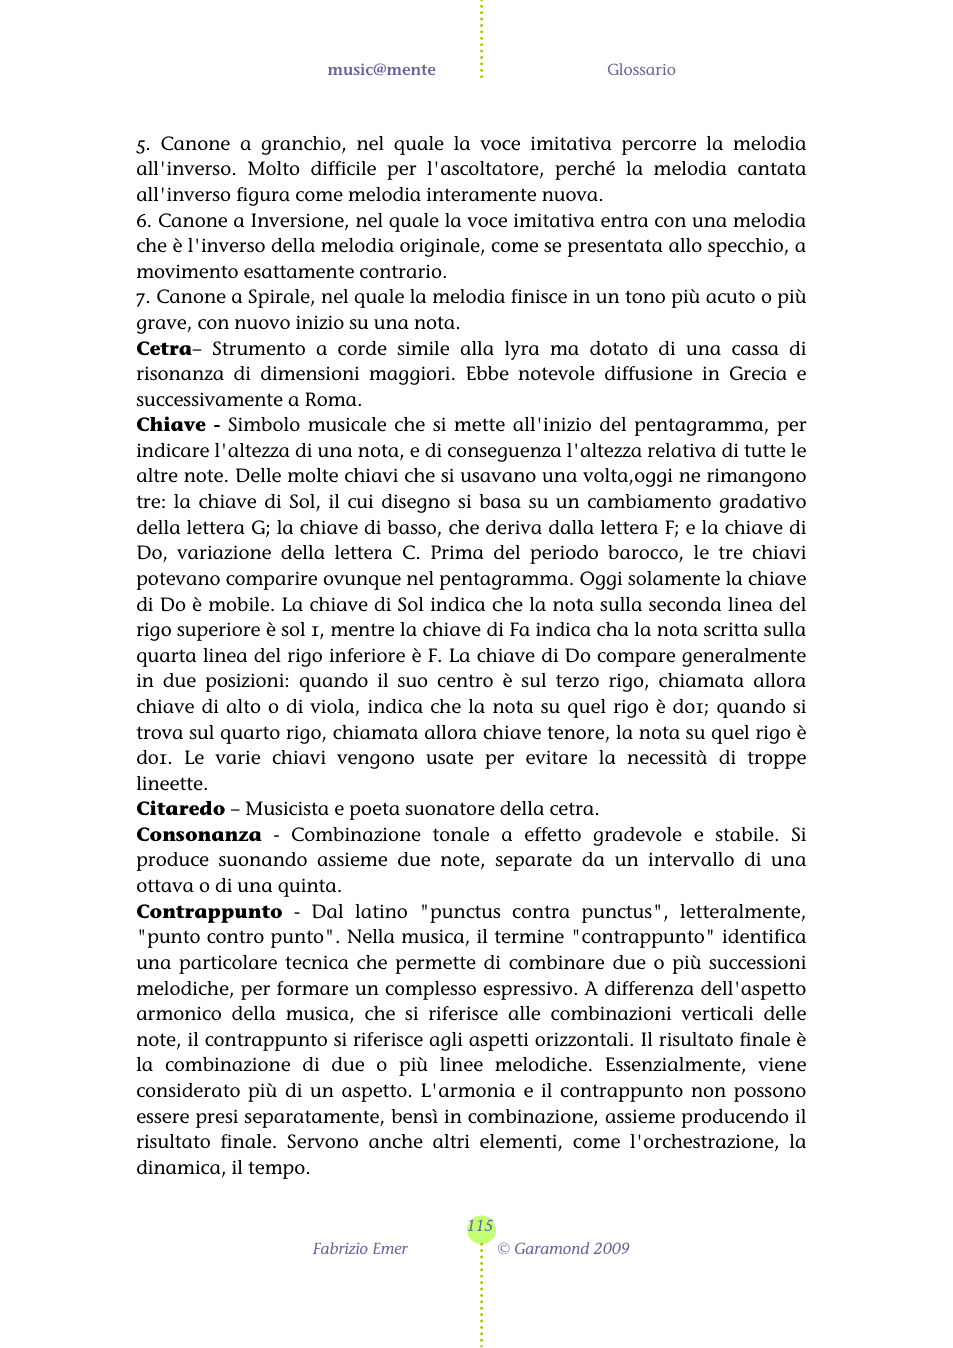 music@mente
Glossario
5. Canone a granchio, nel quale la voce imitativa percorre la melodia
all'inverso. Molto difficile per l'ascoltatore, perché la melodia cantata
all'inverso figura come melodia interamente nuova.
6. Canone a Inversione, nel quale la voce imitativa entra con una melodia
che è l'inverso della melodia originale, come se presentata allo specchio, a
movimento esattamente contrario.
7. Canone a Spirale, nel quale la melodia finisce in un tono più acuto o più
grave, con nuovo inizio su una nota.
Cetra– Strumento a corde simile alla lyra ma dotato di una cassa di
risonanza di dimensioni maggiori. Ebbe notevole diffusione in Grecia e
successivamente a Roma.
Chiave - Simbolo musicale che si mette all'inizio del pentagramma, per
indicare l'altezza di una nota, e di conseguenza l'altezza relativa di tutte le
altre note. Delle molte chiavi che si usavano una volta,oggi ne rimangono
tre: la chiave di Sol, il cui disegno si basa su un cambiamento gradativo
della lettera G; la chiave di basso, che deriva dalla lettera F; e la chiave di
Do, variazione della lettera C. Prima del periodo barocco, le tre chiavi
potevano comparire ovunque nel pentagramma. Oggi solamente la chiave
di Do è mobile. La chiave di Sol indica che la nota sulla seconda linea del
rigo superiore è sol 1, mentre la chiave di Fa indica cha la nota scritta sulla
quarta linea del rigo inferiore è F. La chiave di Do compare generalmente
in due posizioni: quando il suo centro è sul terzo rigo, chiamata allora
chiave di alto o di viola, indica che la nota su quel rigo è do1; quando si
trova sul quarto rigo, chiamata allora chiave tenore, la nota su quel rigo è
do1. Le varie chiavi vengono usate per evitare la necessità di troppe
lineette.
Citaredo – Musicista e poeta suonatore della cetra.
Consonanza - Combinazione tonale a effetto gradevole e stabile. Si
produce suonando assieme due note, separate da un intervallo di una
ottava o di una quinta.
Contrappunto - Dal latino "punctus contra punctus", letteralmente,
"punto contro punto". Nella musica, il termine "contrappunto" identifica
una particolare tecnica che permette di combinare due o più successioni
melodiche, per formare un complesso espressivo. A differenza dell'aspetto
armonico della musica, che si riferisce alle combinazioni verticali delle
note, il contrappunto si riferisce agli aspetti orizzontali. Il risultato finale è
la combinazione di due o più linee melodiche. Essenzialmente, viene
considerato più di un aspetto. L'armonia e il contrappunto non possono
essere presi separatamente, bensì in combinazione, assieme producendo il
risultato finale. Servono anche altri elementi, come l'orchestrazione, la
dinamica, il tempo.
115
Fabrizio Emer
© Garamond 2009